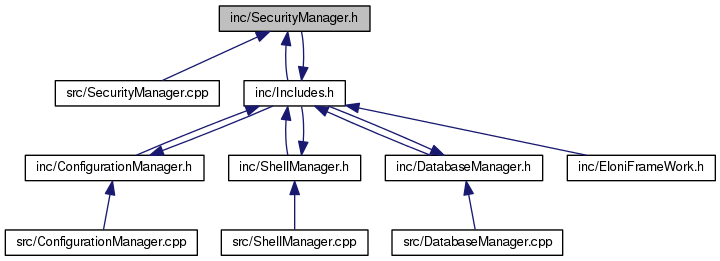 inc/SecurityManager.h
src/SecurityManager.cpp
inc/Includes.h
inc/ConfigurationManager.h
inc/ShellManager.h
inc/DatabaseManager.h
inc/EloniFrameWork.h
src/ConfigurationManager.cpp
src/ShellManager.cpp
src/DatabaseManager.cpp